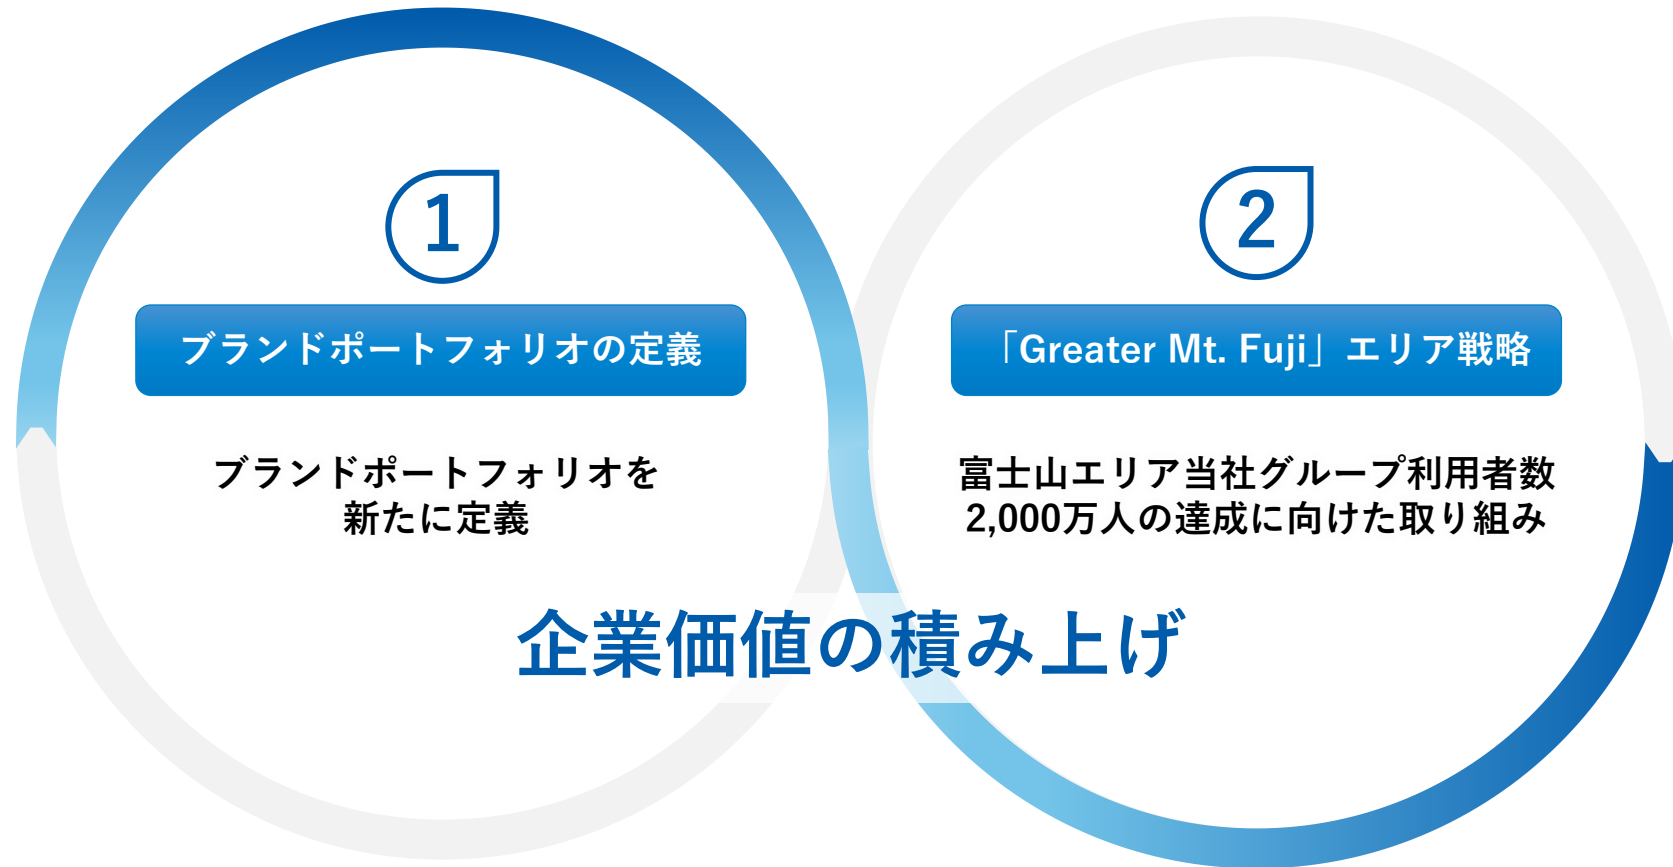 1
ブランドポートフォリオの定義
ブランドポートフォリオを
新たに定義
2
「Greater Mt. Fuji」エリア戦略
富士山エリア当社グループ利用者数
2,000万人の達成に向けた取り組み
企業価値の積み上げ